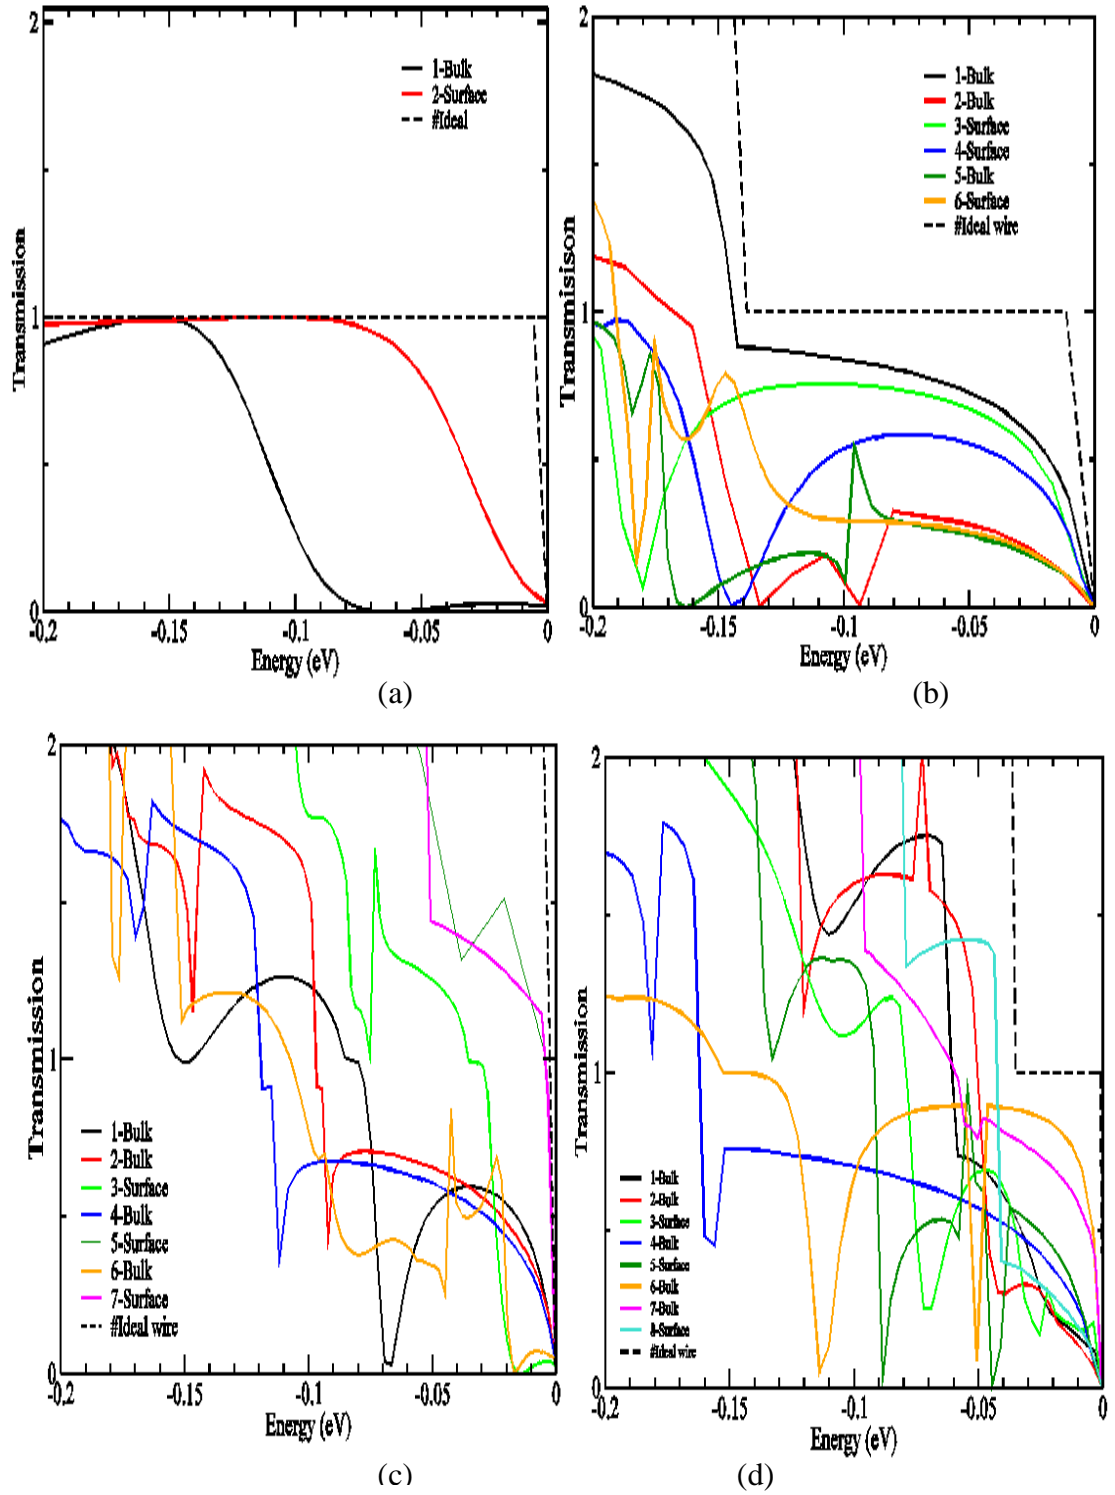 2
1
0
Transmission
1-Bulk
2-Surface
#Ideal
-0.2
-0.15
-0.1
-0.05
0
Energy (eV)
(a)
2
1
0
Transmisison
1-Bulk
2-Bulk
3-Surface
4-Surface
5-Bulk
6-Surface
#Ideal wire
-0.2
-0.15
-0.1
-0.05
0
Energy (eV)
(b)
2
1
0
Transmission
1-Bulk
2-Bulk
3-Surface
4-Bulk
5-Surface
6-Bulk
7-Surface
#Ideal wire
-0.2
-0.15
-0.1
-0.05
0
Energy (eV)
(c)
2
1
0
Transmission
1-Bulk
2-Bulk
3-Surface
4-Bulk
5-Surface
6-Bulk
7-Bulk
8-Surface
#Ideal wire
-0.2
-0.15
-0.1
-0.05
0
Energy (eV)
(d)